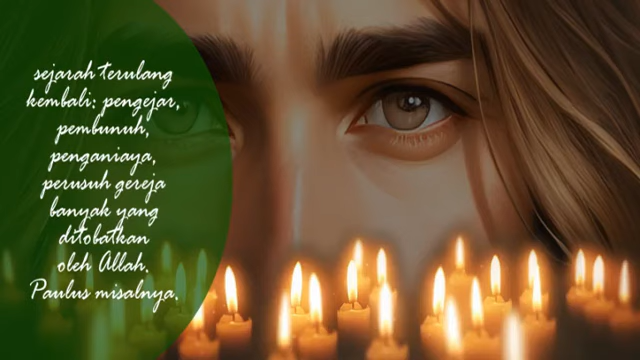 sejarah terulang
kembali: pengejar,
pembunuh,
penganiaya,
perusuh gereja
banyak yang
ditobatkan
oleh Allah.
Paulus misalnya.